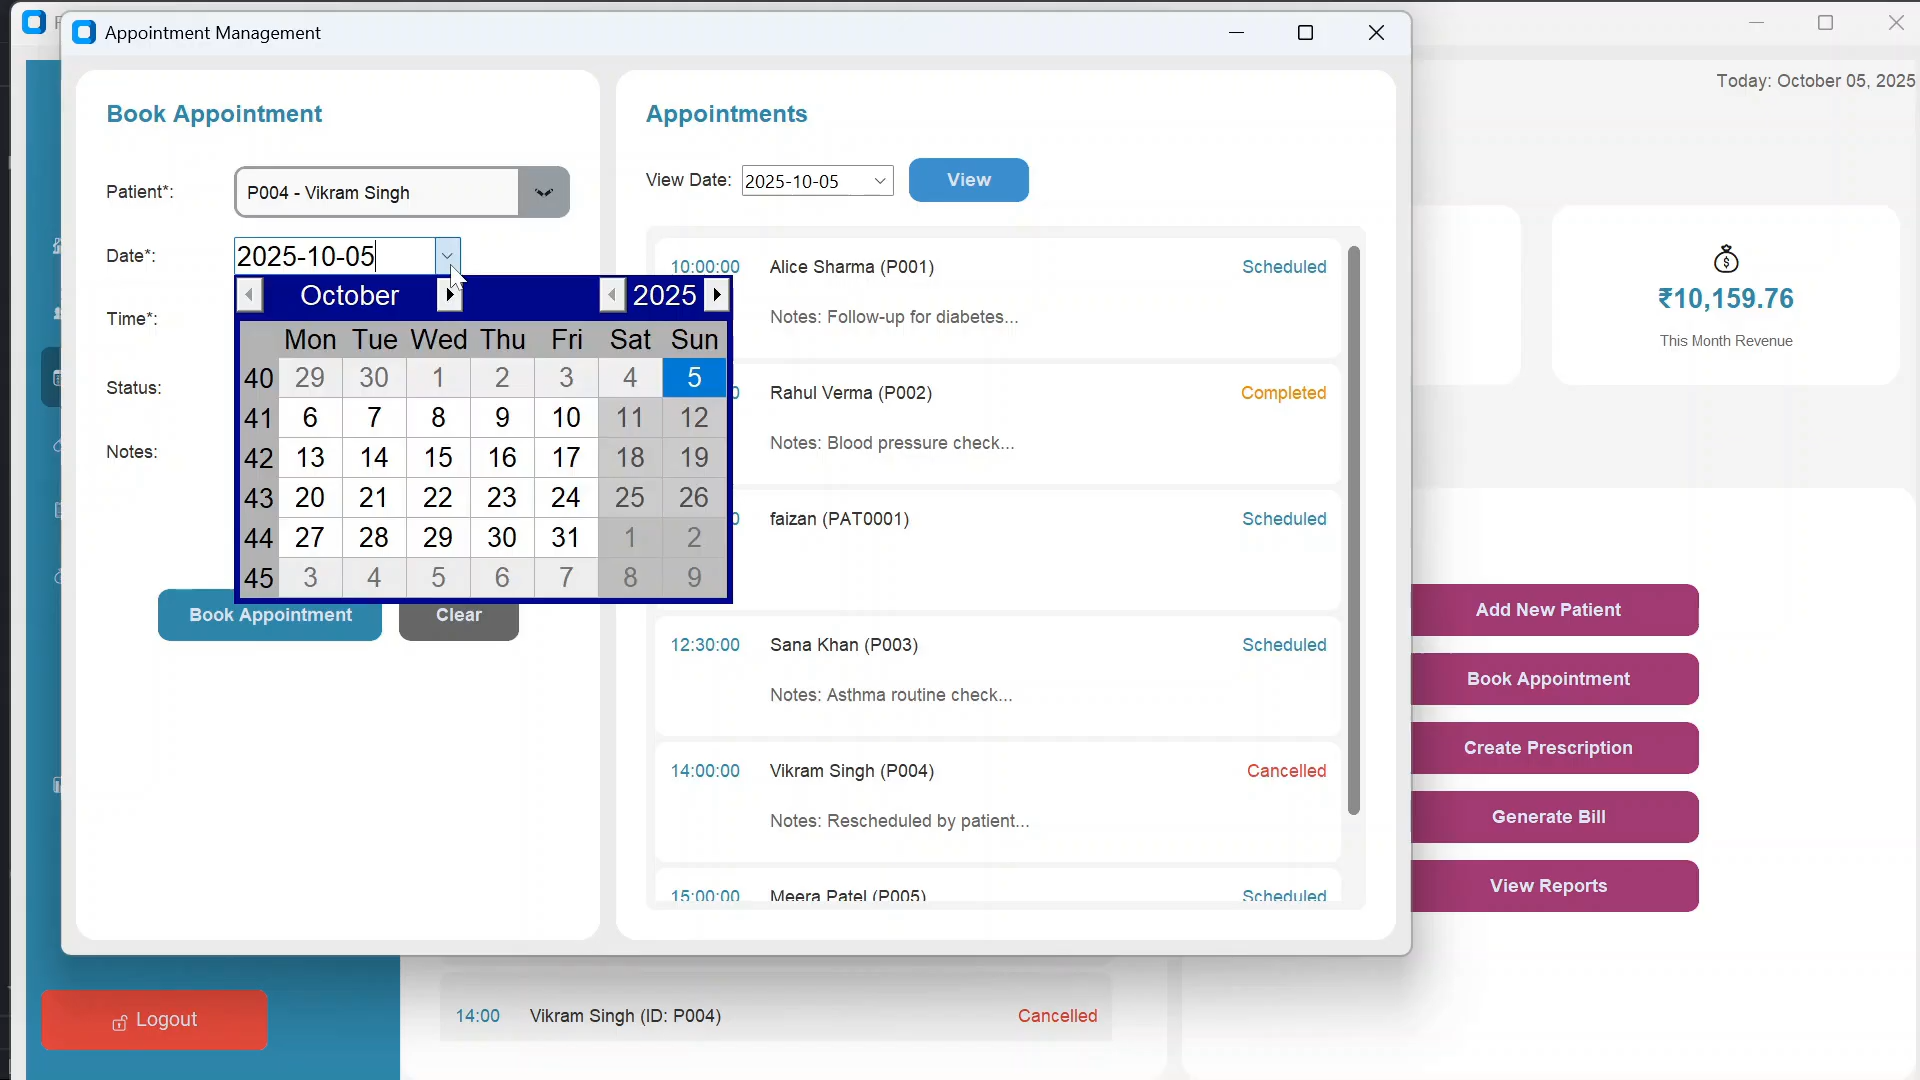 Appointment Management
Today: October 05, 2025
Book Appointment
Patient*:
P004 - Vikram Singh
Date*:
2025-10-05
Time*:
Status:
Notes:
October
2025
Mon Tue Wed Thu Fri Sat Sun
40 29 30 1 2 3 4 5
41 6 7 8 9 10 11 12
42 13 14 15 16 17 18 19
43 20 21 22 23 24 25 26
44 27 28 29 30 31 1 2
45 3 4 5 6 7 8 9
Book Appointment
Clear
Appointments
View Date:
2025-10-05
View
10:00:00 Alice Sharma (P001) Scheduled
Notes: Follow-up for diabetes...
Rahul Verma (P002) Completed
Notes: Blood pressure check...
faizan (PAT0001) Scheduled
12:30:00 Sana Khan (P003) Scheduled
Notes: Asthma routine check...
14:00:00 Vikram Singh (P004) Cancelled
Notes: Rescheduled by patient...
15:00:00 Meera Patel (P005) Scheduled
₹10,159.76
This Month Revenue
Add New Patient
Book Appointment
Create Prescription
Generate Bill
View Reports
Logout
14:00 Vikram Singh (ID: P004) Cancelled